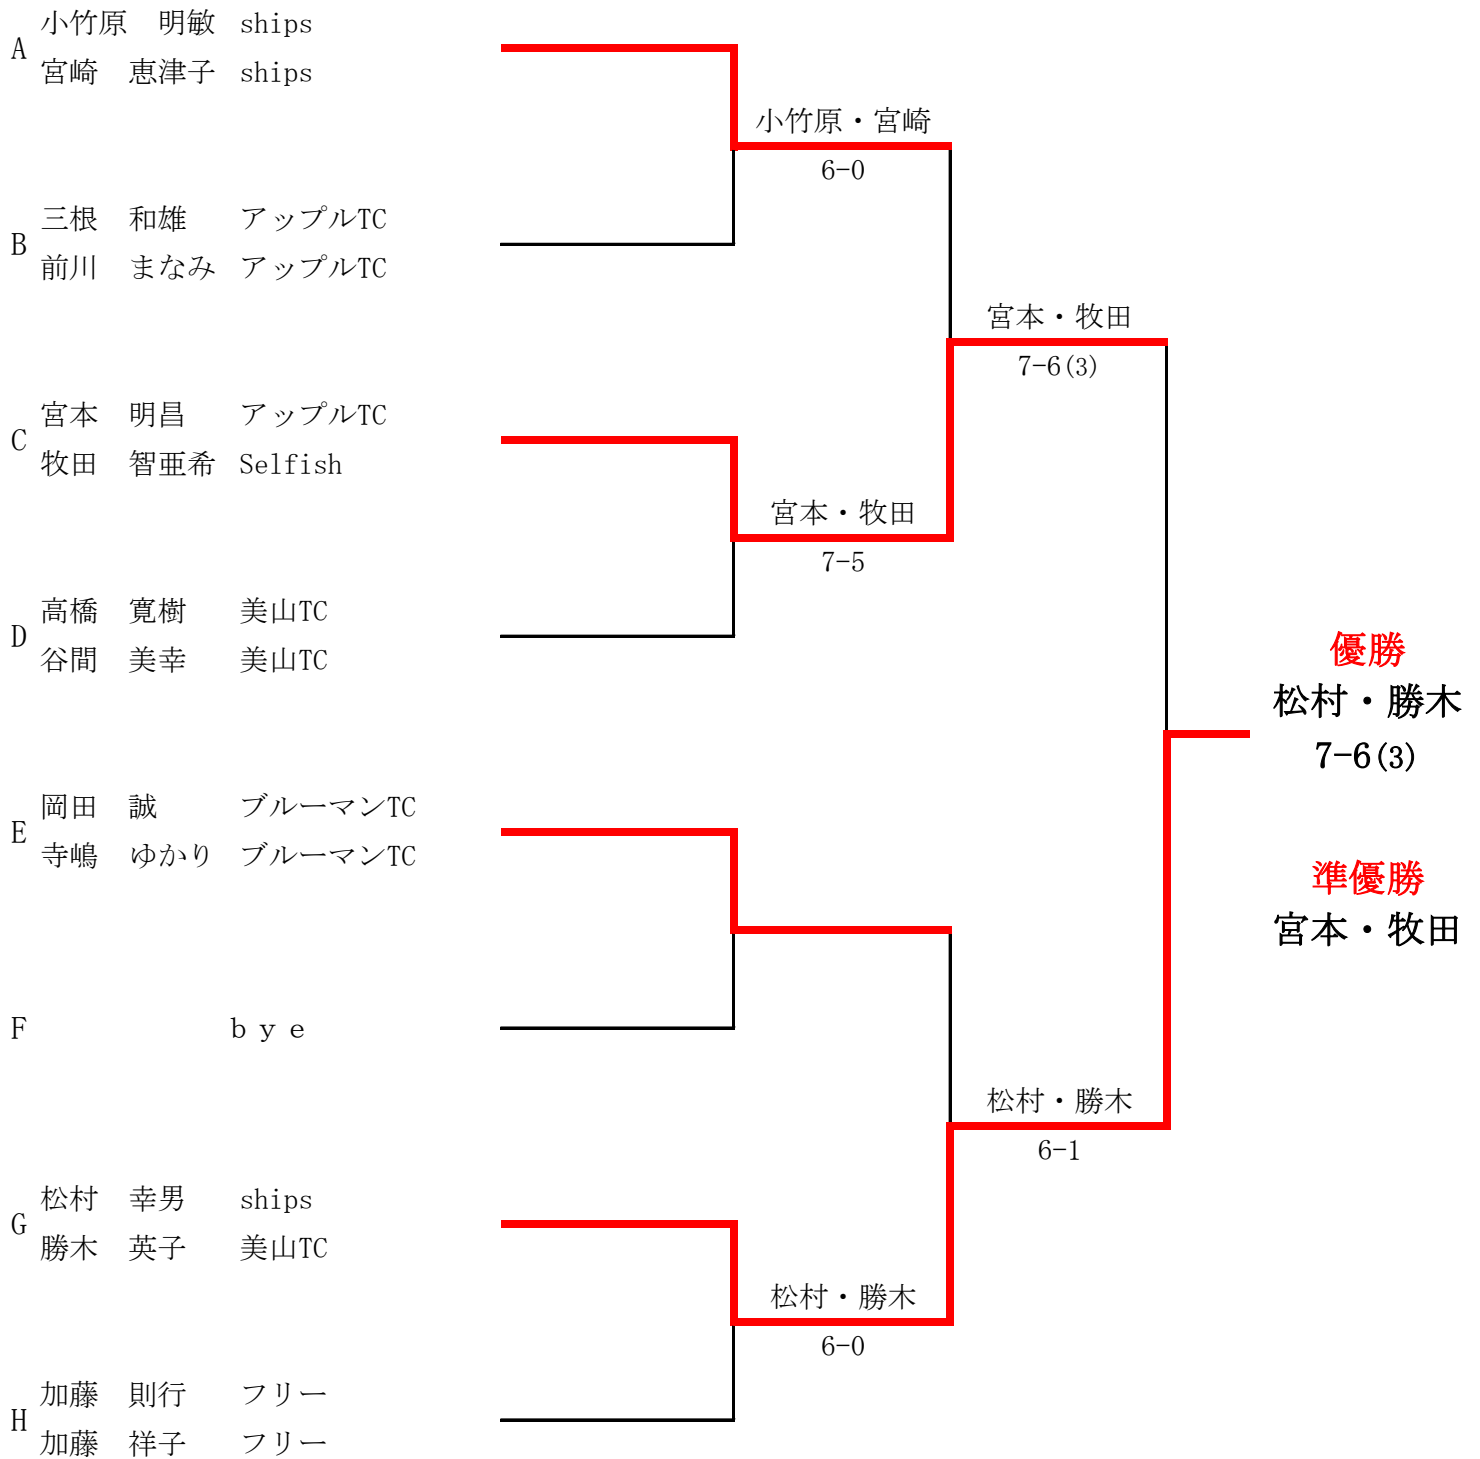 A
小竹原　明敏 ships
宮崎　恵津子 ships
小竹原・宮崎
6-0
B
三根　和雄 アップルTC
前川　まなみ アップルTC
宮本・牧田
7-6(3)
C
宮本　明昌 アップルTC
牧田　智亜希 Selfish
宮本・牧田
7-5
D
高橋　寛樹 美山TC
谷間　美幸 美山TC
優勝
松村・勝木
7-6(3)
E
岡田　誠 ブルーマンTC
寺嶋　ゆかり ブルーマンTC
準優勝
宮本・牧田
F
ｂｙｅ
松村・勝木
6-1
G
松村　幸男 ships
勝木　英子 美山TC
松村・勝木
6-0
H
加藤　則行 フリー
加藤　祥子 フリー